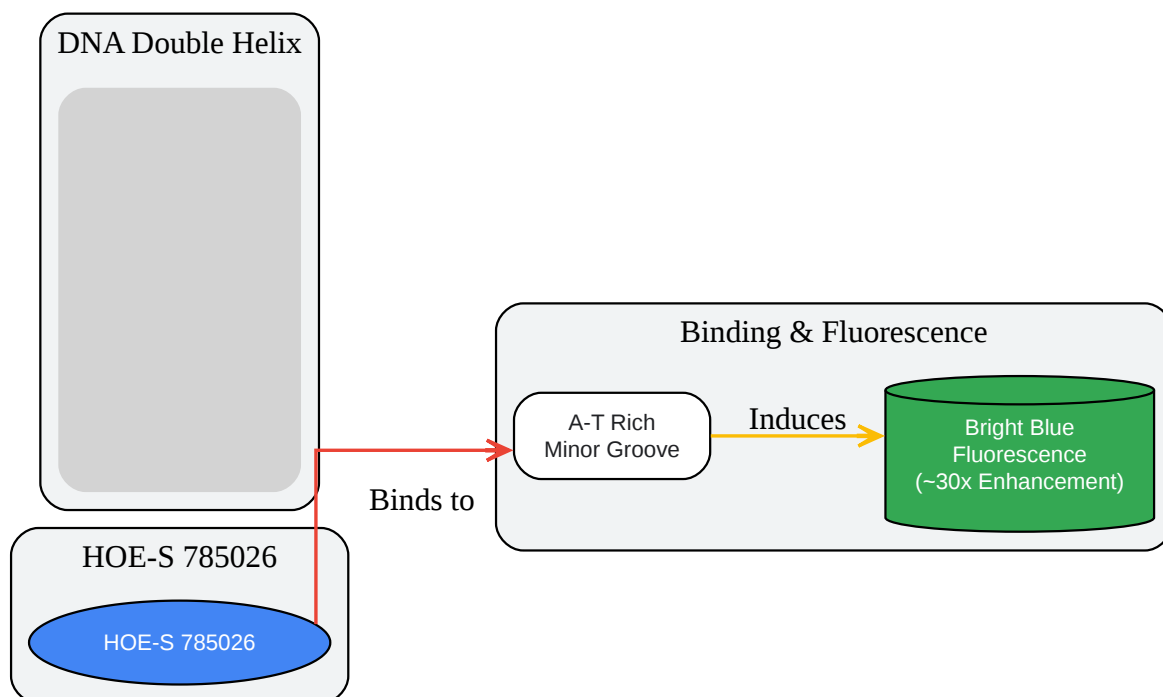 DNA Double Helix
Binding & Fluorescence
A-T Rich
Minor Groove
Induces
Bright Blue
Fluorescence
(~30x Enhancement)
Binds to
HOE-S 785026
HOE-S 785026